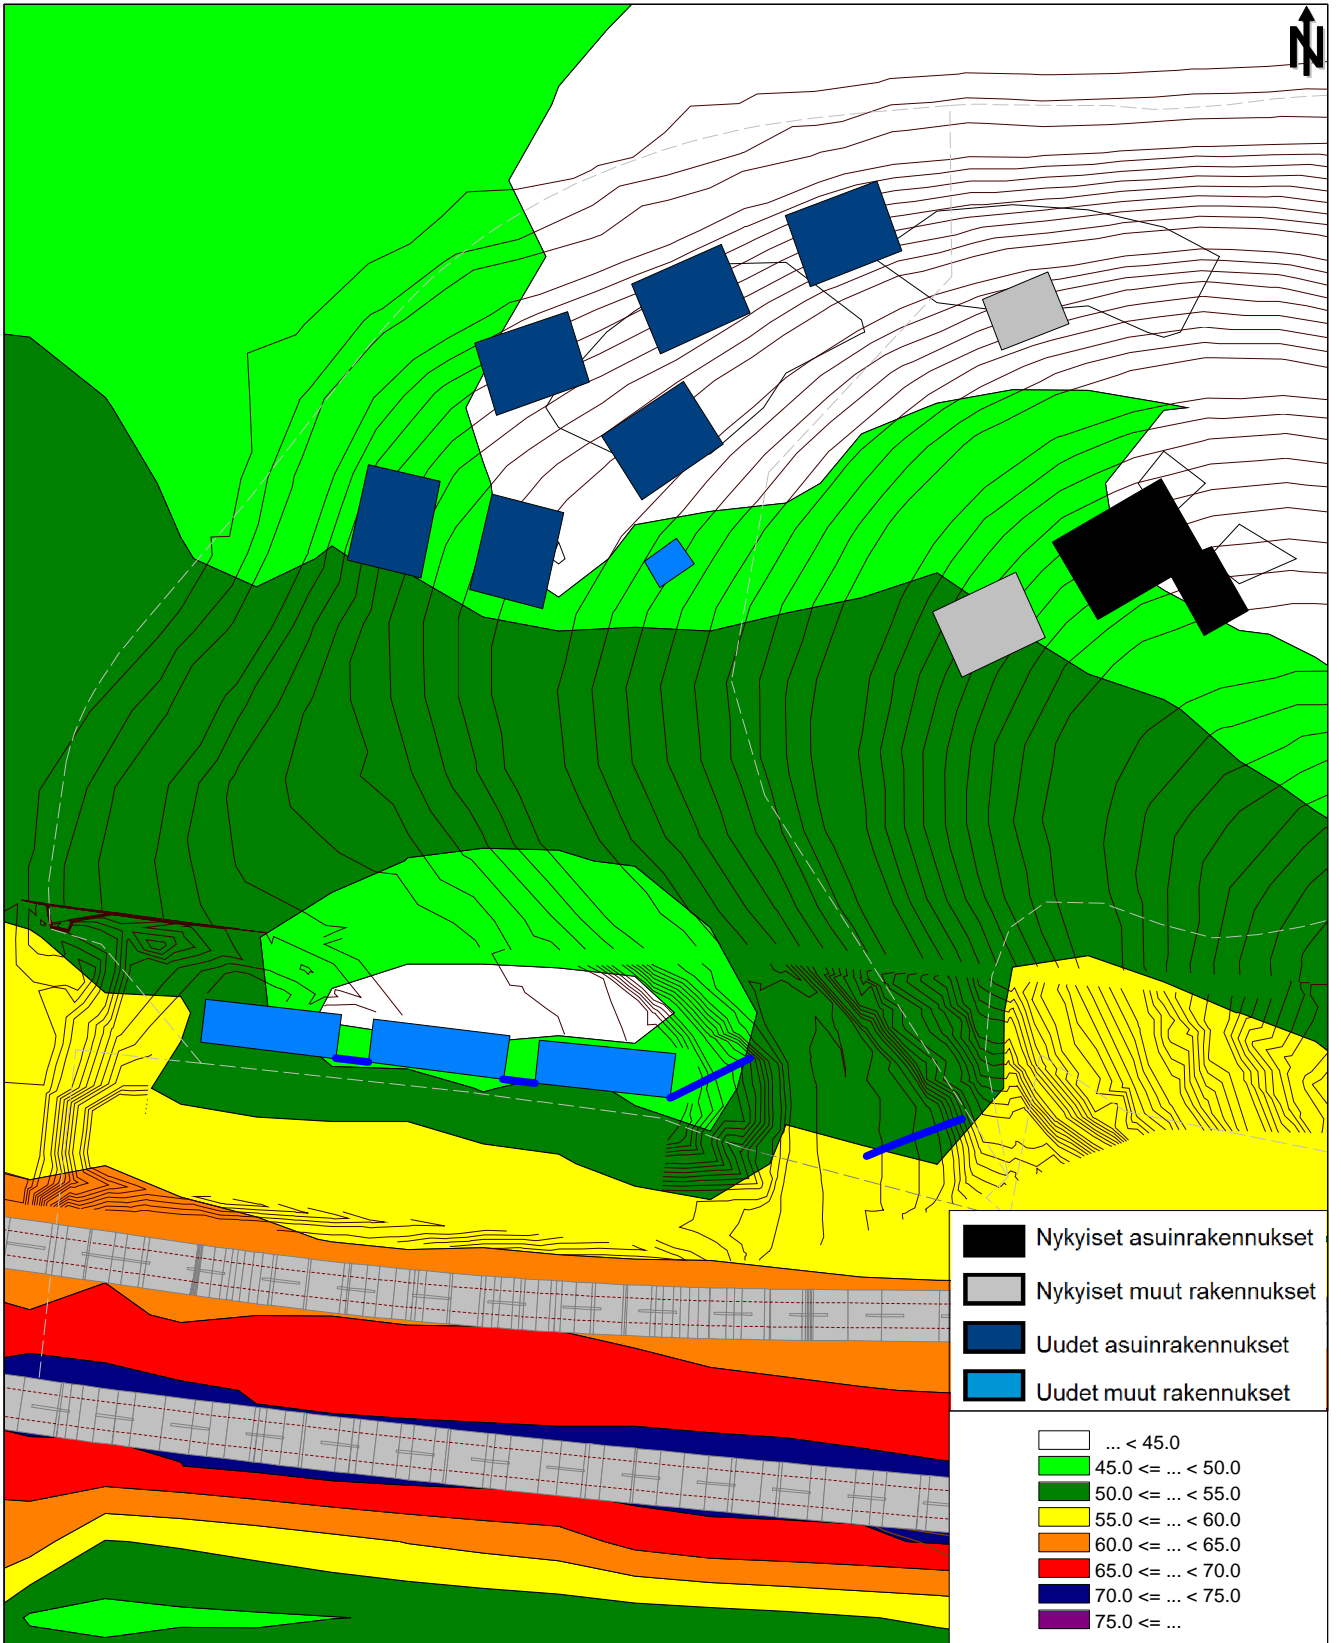 N
Nykyiset asuinrakennukset
Nykyiset muut rakennukset
Uudet asuinrakennukset
Uudet muut rakennukset
... < 45.0
45.0 <= ... < 50.0
50.0 <= ... < 55.0
55.0 <= ... < 60.0
60.0 <= ... < 65.0
65.0 <= ... < 70.0
70.0 <= ... < 75.0
75.0 <= ...